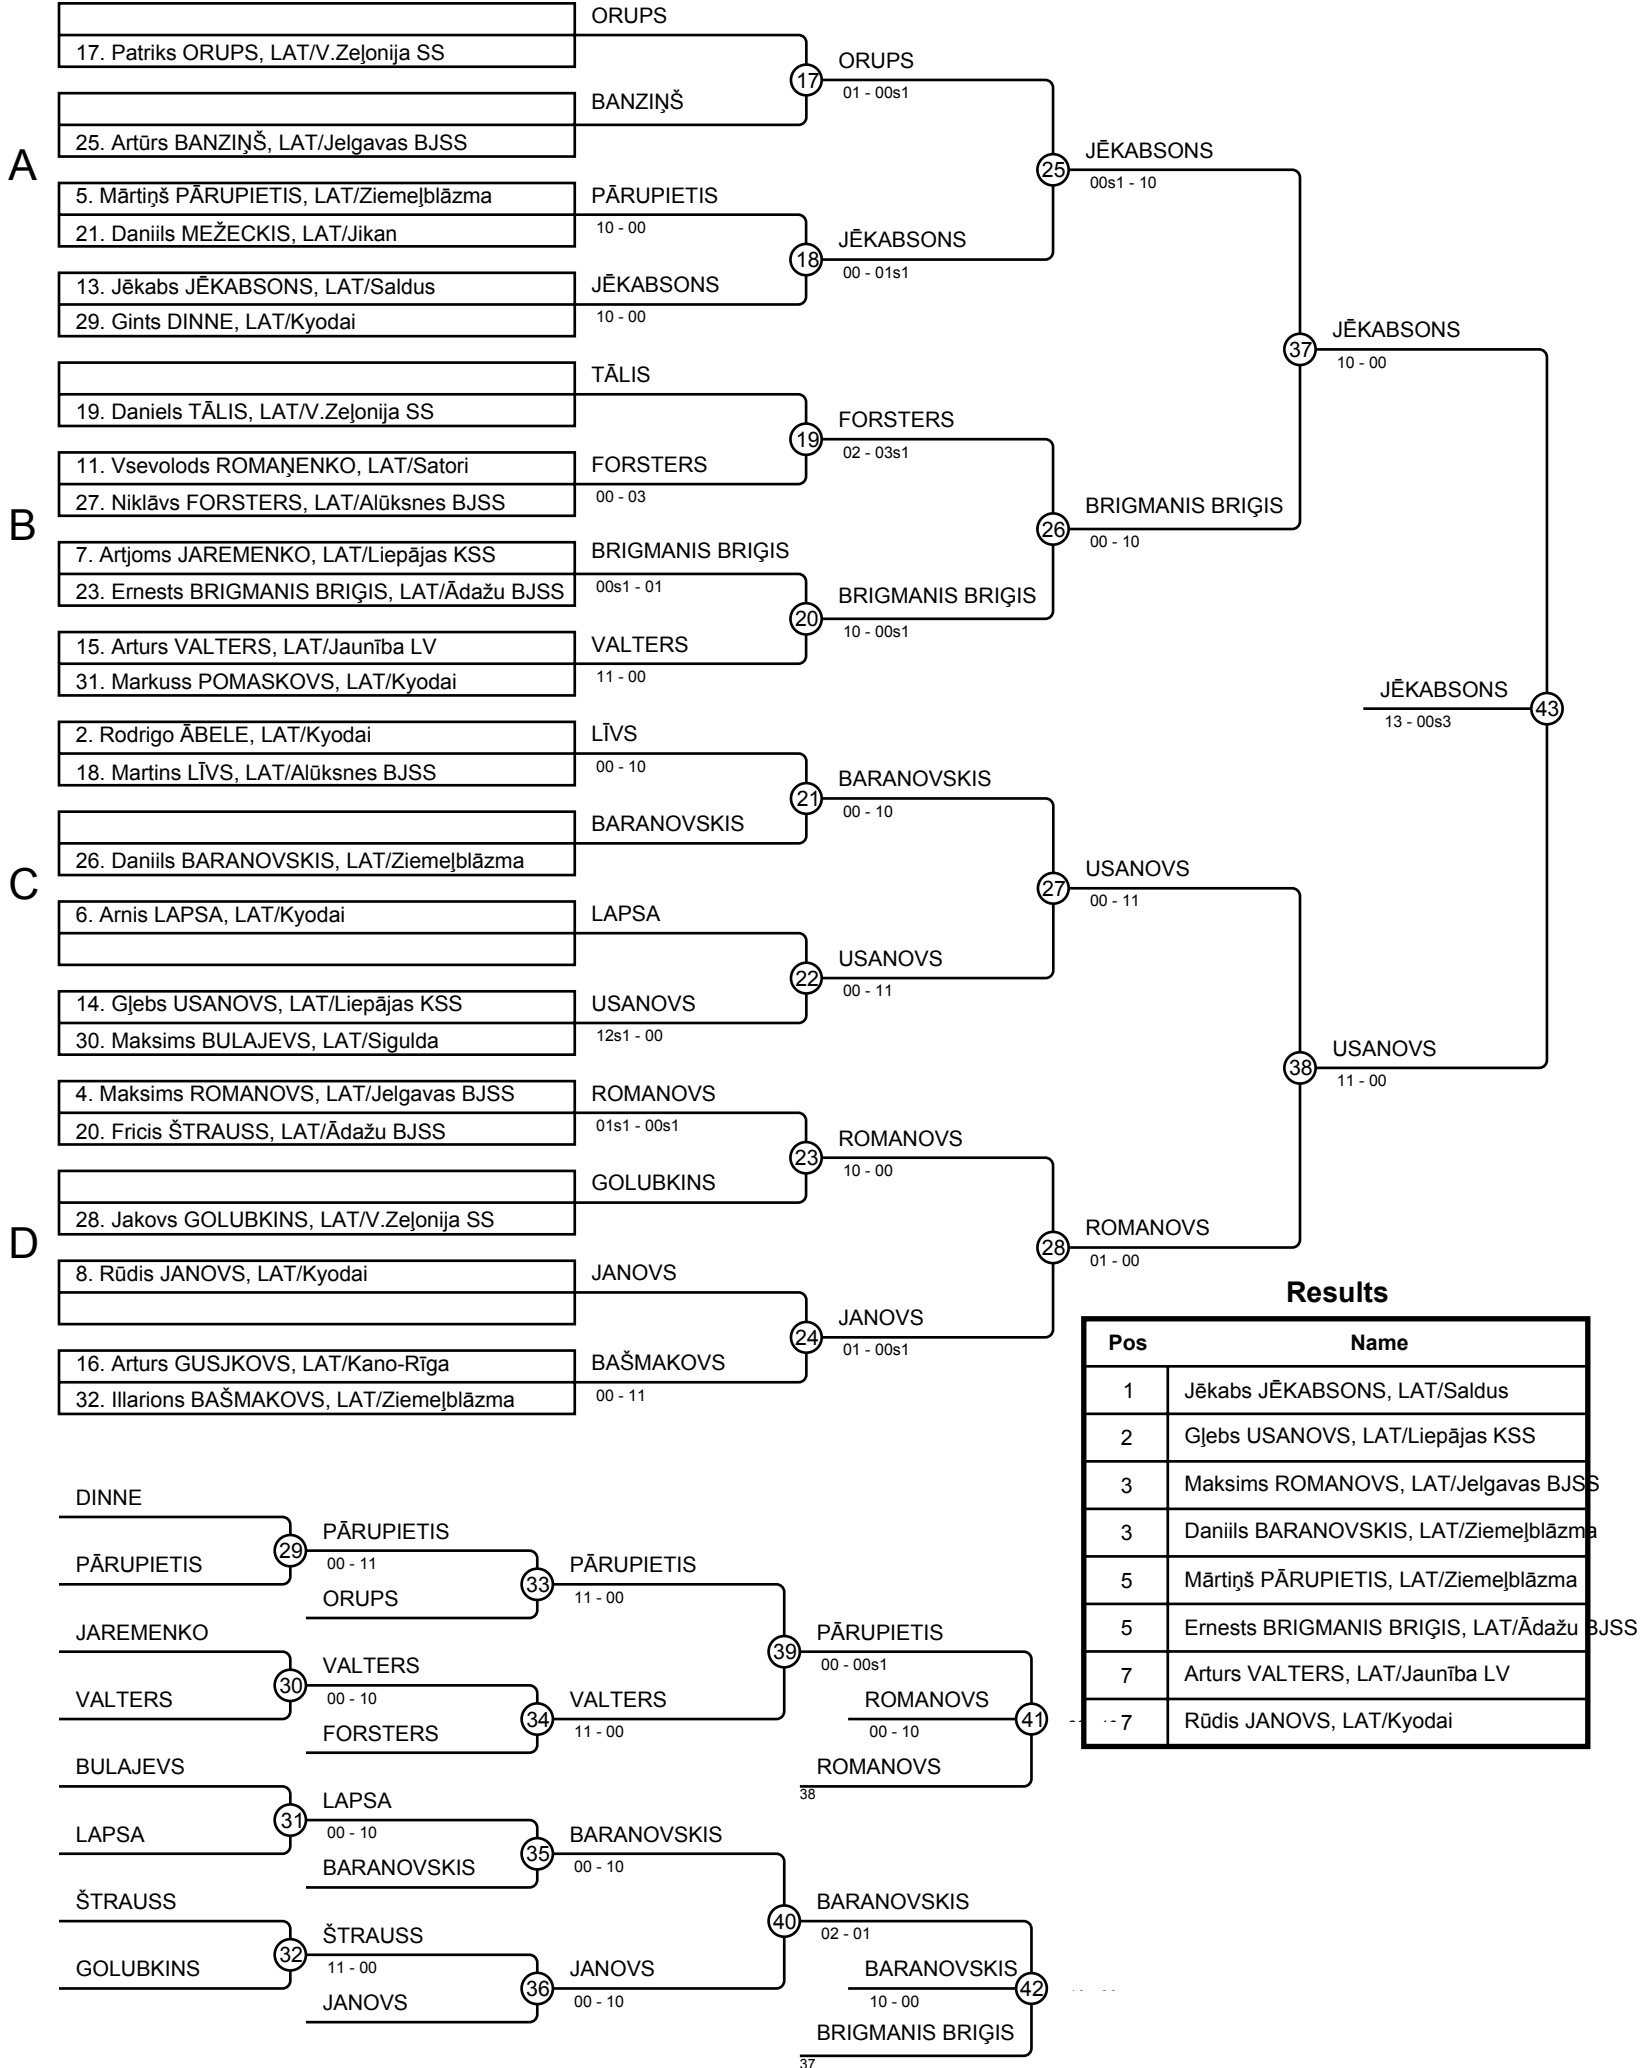 ORUPS
17. Patriks ORUPS, LAT/V.Zeļonija SS
17
ORUPS
01 - 00s1
BANZIŅŠ
25. Artūrs BANZIŅŠ, LAT/Jelgavas BJSS
A
25
JĒKABSONS
00s1 - 10
5. Mārtiņš PĀRUPIETIS, LAT/Ziemeļblāzma
PĀRUPIETIS
21. Daniils MEŽECKIS, LAT/Jikan
10 - 00
18
JĒKABSONS
00 - 01s1
13. Jēkabs JĒKABSONS, LAT/Saldus
JĒKABSONS
29. Gints DINNE, LAT/Kyodai
10 - 00
37
JĒKABSONS
10 - 00
TĀLIS
19. Daniels TĀLIS, LAT/V.Zeļonija SS
19
FORSTERS
02 - 03s1
11. Vsevolods ROMAŅENKO, LAT/Satori
FORSTERS
27. Niklāvs FORSTERS, LAT/Alūksnes BJSS
00 - 03
B
26
BRIGMANIS BRIĢIS
00 - 10
7. Artjoms JAREMENKO, LAT/Liepājas KSS
BRIGMANIS BRIĢIS
23. Ernests BRIGMANIS BRIĢIS, LAT/Ādažu BJSS
00s1 - 01
20
BRIGMANIS BRIĢIS
10 - 00s1
15. Arturs VALTERS, LAT/Jaunība LV
VALTERS
31. Markuss POMASKOVS, LAT/Kyodai
11 - 00
JĒKABSONS
43
13 - 00s3
2. Rodrigo ĀBELE, LAT/Kyodai
LĪVS
18. Martins LĪVS, LAT/Alūksnes BJSS
00 - 10
21
BARANOVSKIS
00 - 10
BARANOVSKIS
26. Daniils BARANOVSKIS, LAT/Ziemeļblāzma
C
27
USANOVS
00 - 11
6. Arnis LAPSA, LAT/Kyodai
LAPSA
22
USANOVS
00 - 11
14. Gļebs USANOVS, LAT/Liepājas KSS
USANOVS
30. Maksims BULAJEVS, LAT/Sigulda
12s1 - 00
38
USANOVS
11 - 00
4. Maksims ROMANOVS, LAT/Jelgavas BJSS
ROMANOVS
20. Fricis ŠTRAUSS, LAT/Ādažu BJSS
01s1 - 00s1
23
ROMANOVS
10 - 00
GOLUBKINS
28. Jakovs GOLUBKINS, LAT/V.Zeļonija SS
D
28
ROMANOVS
01 - 00
8. Rūdis JANOVS, LAT/Kyodai
JANOVS
24
JANOVS
01 - 00s1
16. Arturs GUSJKOVS, LAT/Kano-Rīga
BAŠMAKOVS
32. Illarions BAŠMAKOVS, LAT/Ziemeļblāzma
00 - 11
Results
Pos Name
1 Jēkabs JĒKABSONS, LAT/Saldus
2 Gļebs USANOVS, LAT/Liepājas KSS
3 Maksims ROMANOVS, LAT/Jelgavas BJSS
3 Daniils BARANOVSKIS, LAT/Ziemeļblāzma
5 Mārtiņš PĀRUPIETIS, LAT/Ziemeļblāzma
5 Ernests BRIGMANIS BRIĢIS, LAT/Ādažu BJSS
7 Arturs VALTERS, LAT/Jaunība LV
7 Rūdis JANOVS, LAT/Kyodai
DINNE
29
PĀRUPIETIS
00 - 11
PĀRUPIETIS
33
PĀRUPIETIS
11 - 00
ORUPS
JAREMENKO
39
PĀRUPIETIS
00 - 00s1
30
VALTERS
00 - 10
VALTERS
34
VALTERS
11 - 00
FORSTERS
ROMANOVS
41
00 - 10
ROMANOVS
38
BULAJEVS
31
LAPSA
00 - 10
LAPSA
35
BARANOVSKIS
00 - 10
BARANOVSKIS
ŠTRAUSS
40
BARANOVSKIS
02 - 01
32
ŠTRAUSS
11 - 00
GOLUBKINS
36
JANOVS
00 - 10
JANOVS
BARANOVSKIS
42
10 - 00
BRIGMANIS BRIĢIS
37